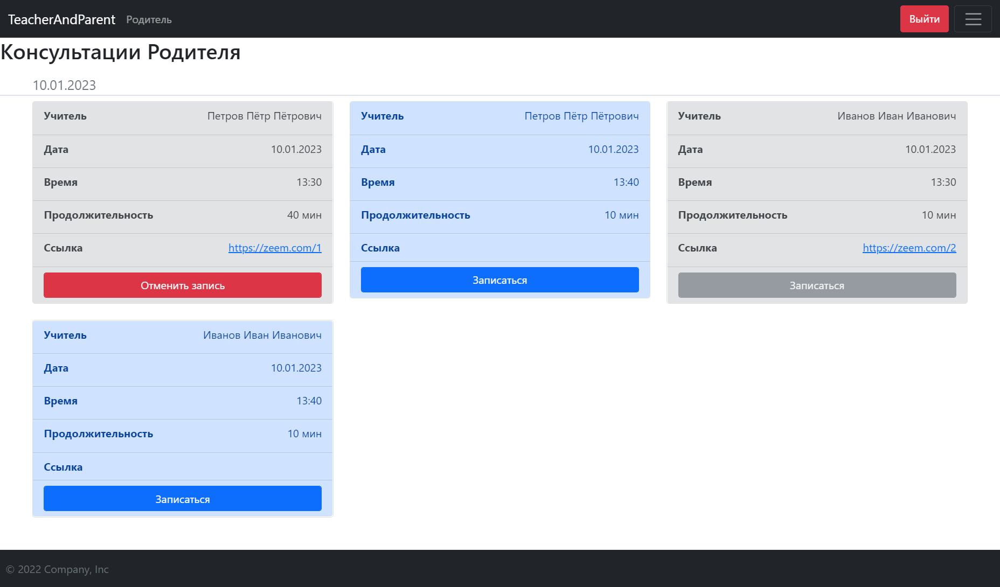 TeacherAndParent Родитель Выйти
Консультации Родителя
10.01.2023
Учитель Петров Пётр Пётрович
Дата 10.01.2023
Время 13:30
Продолжительность 40 мин
Ссылка https://zeem.com/1
Отменить запись
Учитель Петров Пётр Пётрович
Дата 10.01.2023
Время 13:40
Продолжительность 10 мин
Ссылка
Записаться
Учитель Иванов Иван Иванович
Дата 10.01.2023
Время 13:30
Продолжительность 10 мин
Ссылка https://zeem.com/2
Записаться
Учитель Иванов Иван Иванович
Дата 10.01.2023
Время 13:40
Продолжительность 10 мин
Ссылка
Записаться
© 2022 Company, Inc